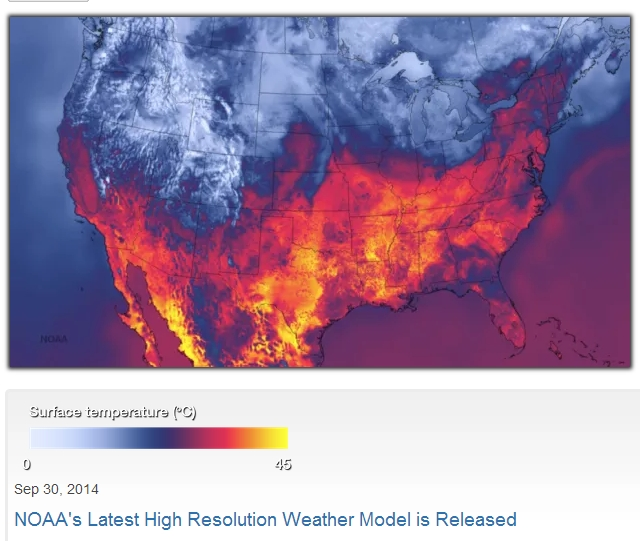 NOAA
Surface temperature (°C)
0 45
Sep 30, 2014
NOAA's Latest High Resolution Weather Model is Released